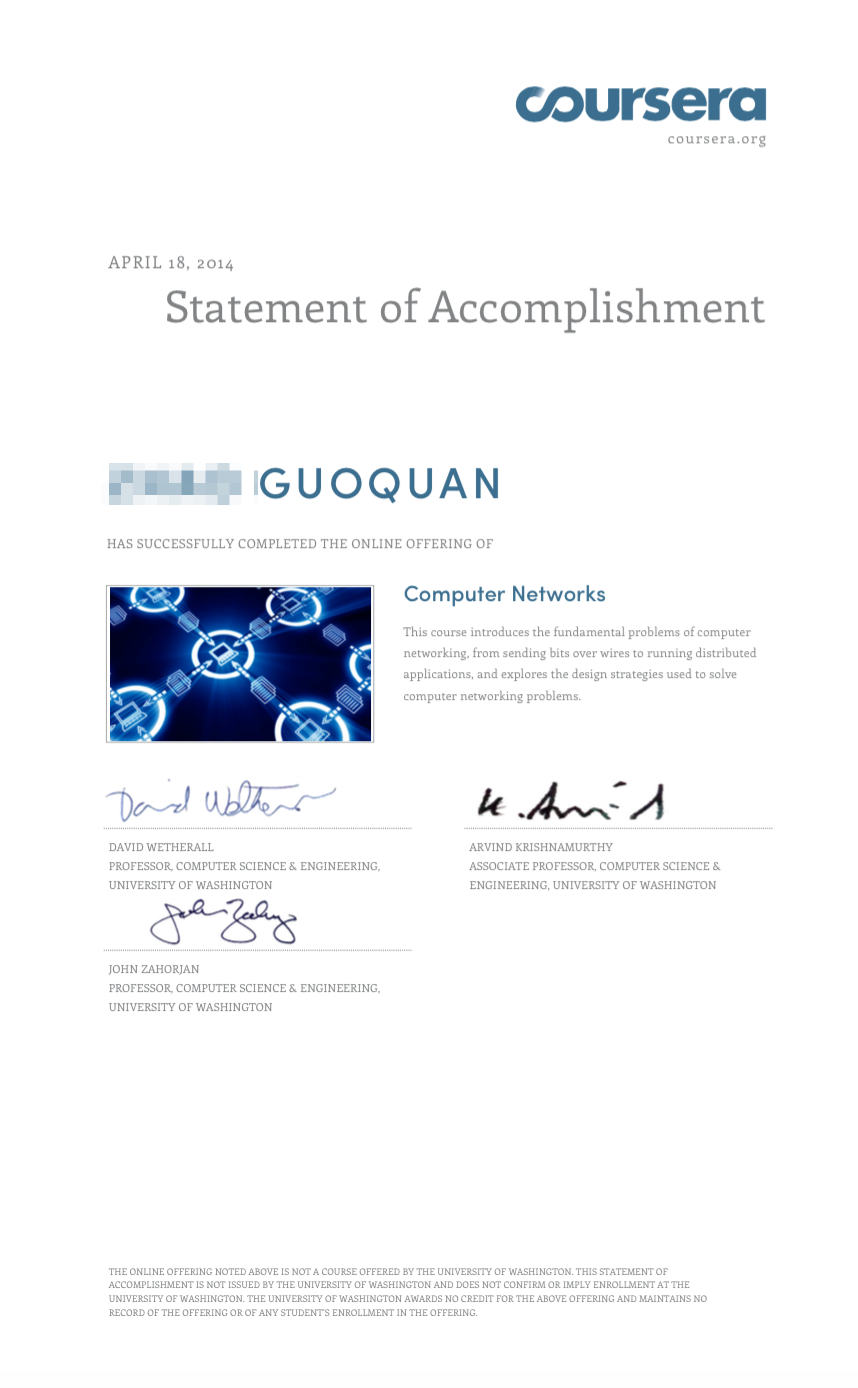 coursera
coursera.org
APRIL 18, 2014
Statement of Accomplishment
GUOQUAN
HAS SUCCESSFULLY COMPLETED THE ONLINE OFFERING OF
Computer Networks
This course introduces the fundamental problems of computer
networking, from sending bits over wires to running distributed
applications, and explores the design strategies used to solve
computer networking problems.
David Wetherall
DAVID WETHERALL
PROFESSOR, COMPUTER SCIENCE & ENGINEERING,
UNIVERSITY OF WASHINGTON
K. Arvind
ARVIND KRISHNAMURTHY
ASSOCIATE PROFESSOR, COMPUTER SCIENCE &
ENGINEERING, UNIVERSITY OF WASHINGTON
John Zahorjan
JOHN ZAHORJAN
PROFESSOR, COMPUTER SCIENCE & ENGINEERING,
UNIVERSITY OF WASHINGTON
THE ONLINE OFFERING NOTED ABOVE IS NOT A COURSE OFFERED BY THE UNIVERSITY OF WASHINGTON. THIS STATEMENT OF
ACCOMPLISHMENT IS NOT ISSUED BY THE UNIVERSITY OF WASHINGTON AND DOES NOT CONFIRM OR IMPLY ENROLLMENT AT THE
UNIVERSITY OF WASHINGTON. THE UNIVERSITY OF WASHINGTON AWARDS NO CREDIT FOR THE ABOVE OFFERING AND MAINTAINS NO
RECORD OF THE OFFERING OR OF ANY STUDENT'S ENROLLMENT IN THE OFFERING.